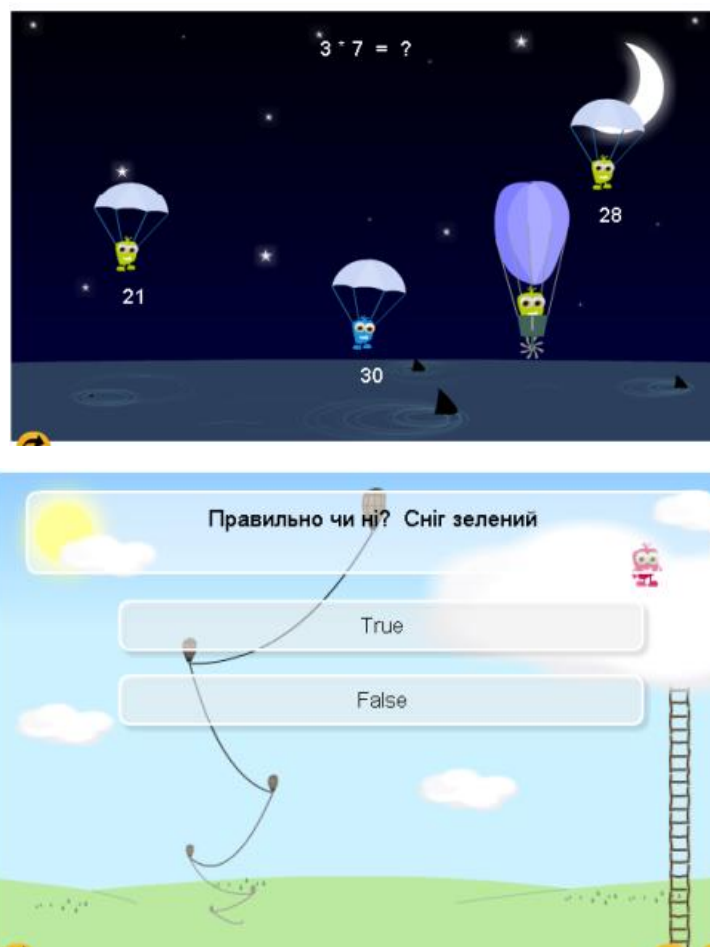 3 * 7 = ?
28
21
30
Правильно чи ні? Сніг зелений
True
False